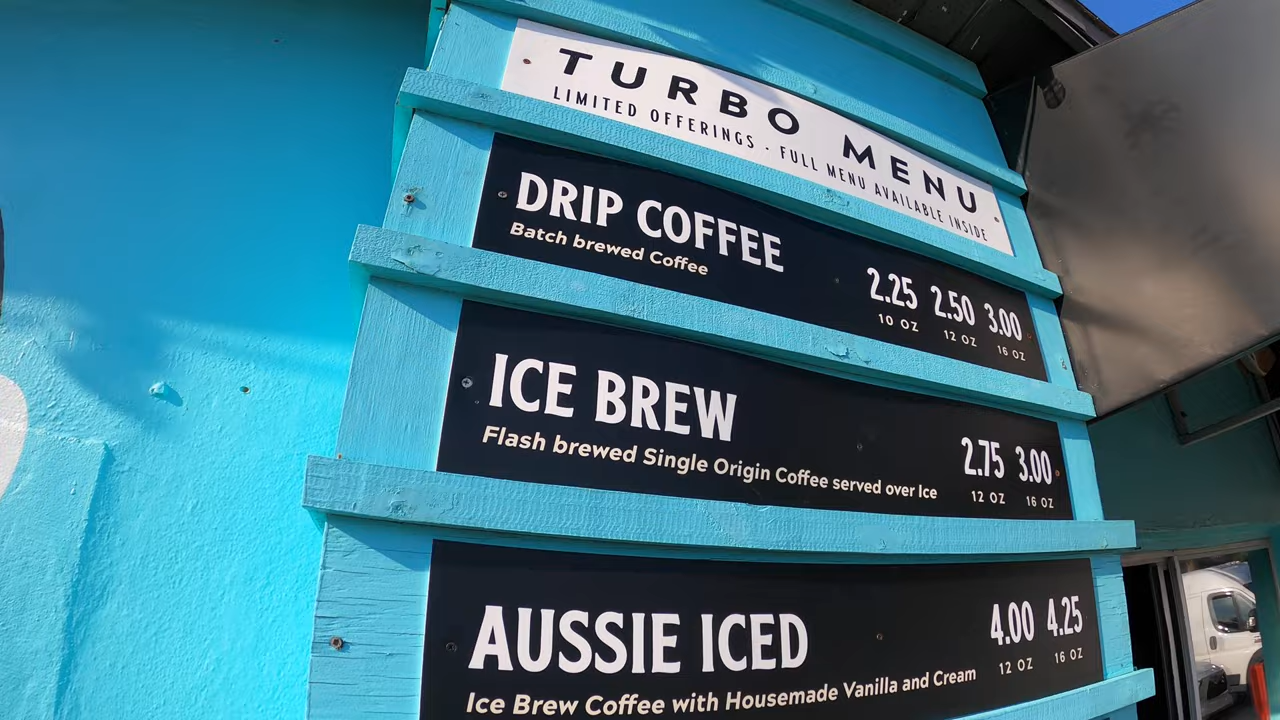 TURBO MENU
LIMITED OFFERINGS - FULL MENU AVAILABLE INSIDE
DRIP COFFEE
Batch brewed Coffee
2.25 2.50 3.00
10 OZ 12 OZ 16 OZ
ICE BREW
Flash brewed Single Origin Coffee served over Ice
2.75 3.00
12 OZ 16 OZ
AUSSIE ICED
Ice Brew Coffee with Housemade Vanilla and Cream
4.00 4.25
12 OZ 16 OZ